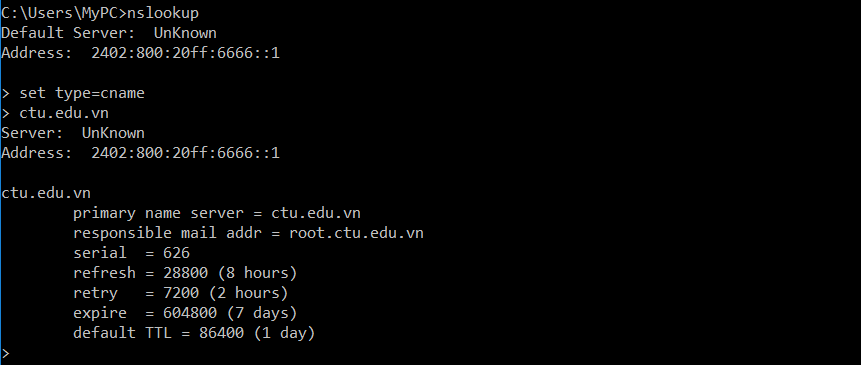 C:\Users\MyPC>nslookup
Default Server:  UnKnown
Address:  2402:800:20ff:6666::1
> set type=cname
> ctu.edu.vn
Server:  UnKnown
Address:  2402:800:20ff:6666::1
ctu.edu.vn
        primary name server = ctu.edu.vn
        responsible mail addr = root.ctu.edu.vn
        serial  = 626
        refresh = 28800 (8 hours)
        retry   = 7200 (2 hours)
        expire  = 604800 (7 days)
        default TTL = 86400 (1 day)
>